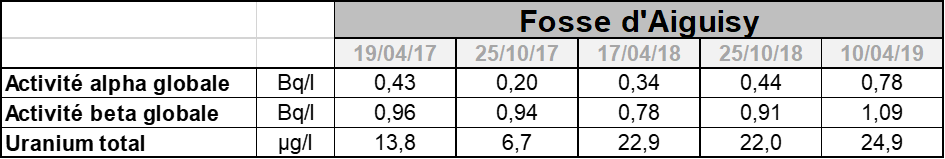 Fosse d'Aiguisy
19/04/17 25/10/17 17/04/18 25/10/18 10/04/19
Activité alpha globale Bq/l 0,43 0,20 0,34 0,44 0,78
Activité beta globale Bq/l 0,96 0,94 0,78 0,91 1,09
Uranium total µg/l 13,8 6,7 22,9 22,0 24,9